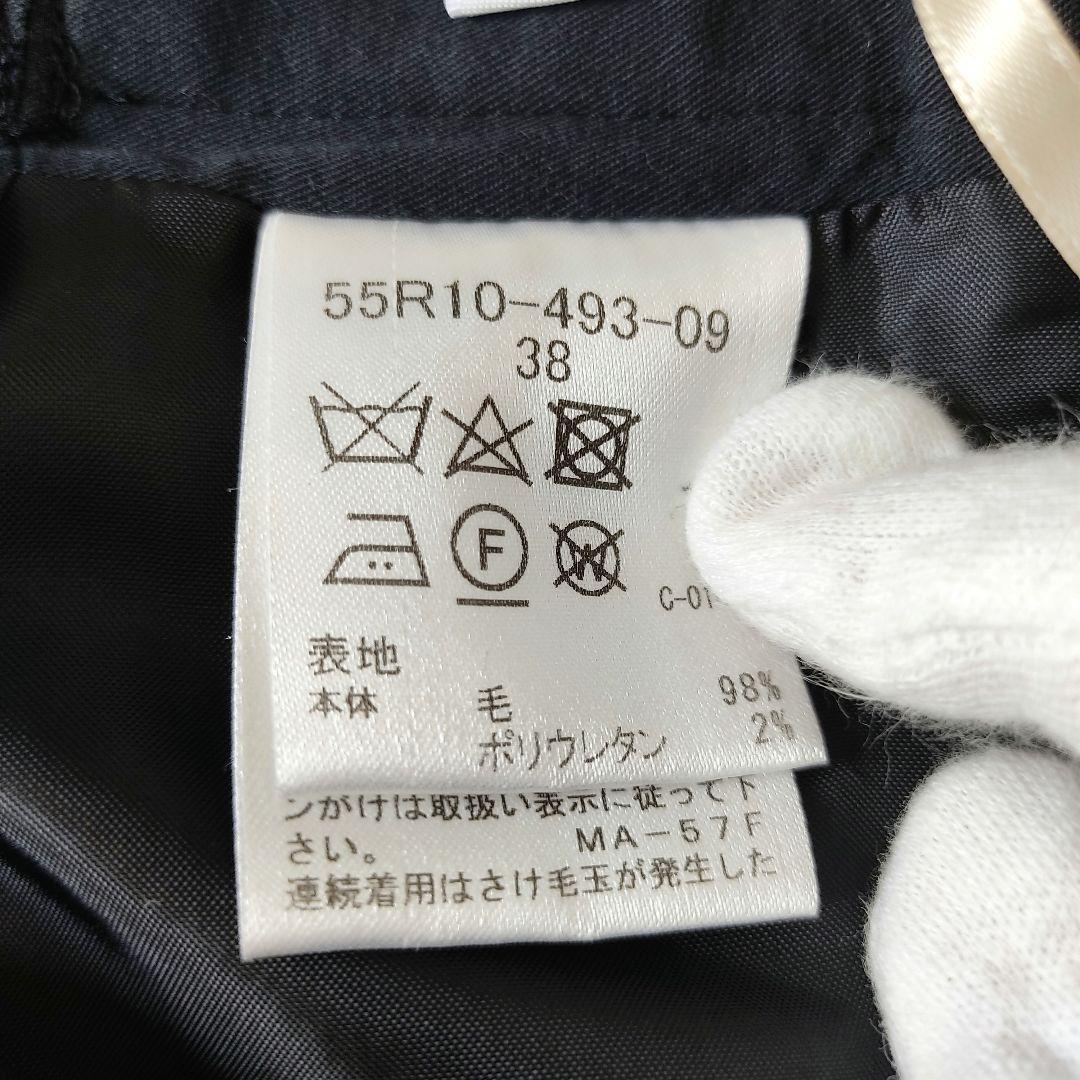 55R10-493-09
38
F
W
C-01
表地
本体 毛 98%
ポリウレタン 2%
ンがけは取扱い表示に従って下
さい。 MA-57F
連続着用はさけ毛玉が発生した